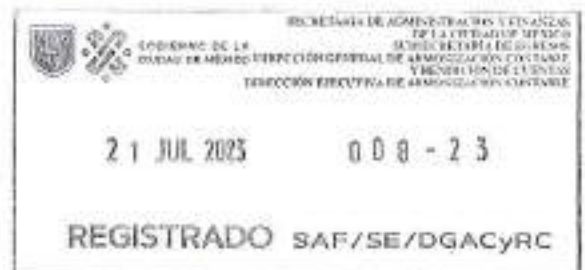 SECRETARÍA DE ADMINISTRACIÓN Y FINANZAS
DE LA CIUDAD DE MÉXICO
SUBSECRETARÍA DE EGRESOS
GOBIERNO DE LA
CIUDAD DE MÉXICO
DIRECCIÓN GENERAL DE ARMONIZACIÓN CONTABLE
Y RENDICIÓN DE CUENTAS
DIRECCIÓN EJECUTIVA DE ARMONIZACIÓN CONTABLE
21 JUL 2023 008-23
REGISTRADO SAF/SE/DGACyRC